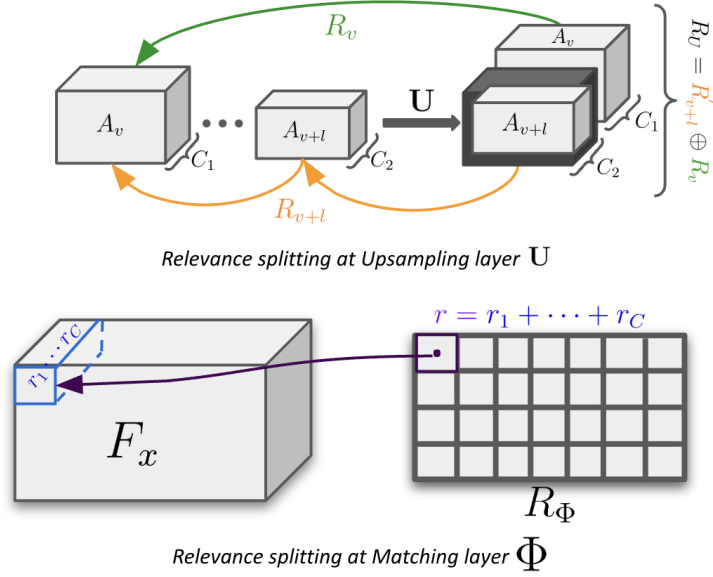 R_v
A_v
A_v
A_{v+l}
U
A_{v+l}
C_1
C_2
C_1
C_2
R_{v+l}
R_U = R'_{v+l} ⊕ R_v
Relevance splitting at Upsampling layer U
r = r_1 + ··· + r_C
r_1 ··· r_C
F_x
R_Φ
Relevance splitting at Matching layer Φ